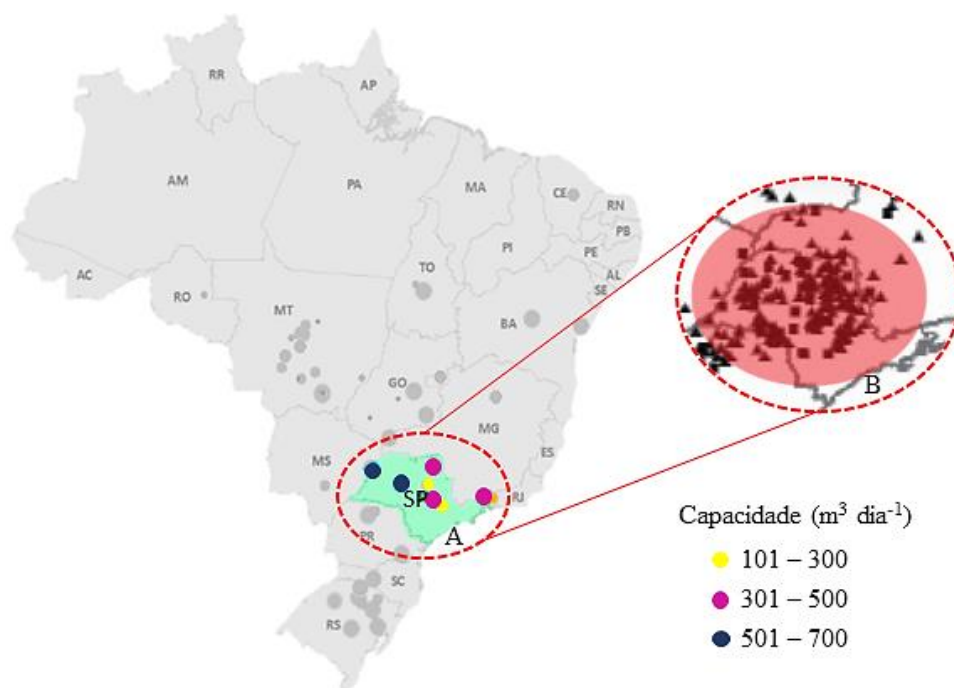 RR
AP
AM
PA
MA
CE
RN
PB
PI
PE
AC
TO
AL
SE
RO
MT
BA
B
GO
MG
MS
ES
SP
RJ
A
Capacidade (m³ dia⁻¹)
PR
101 – 300
SC
301 – 500
RS
501 – 700